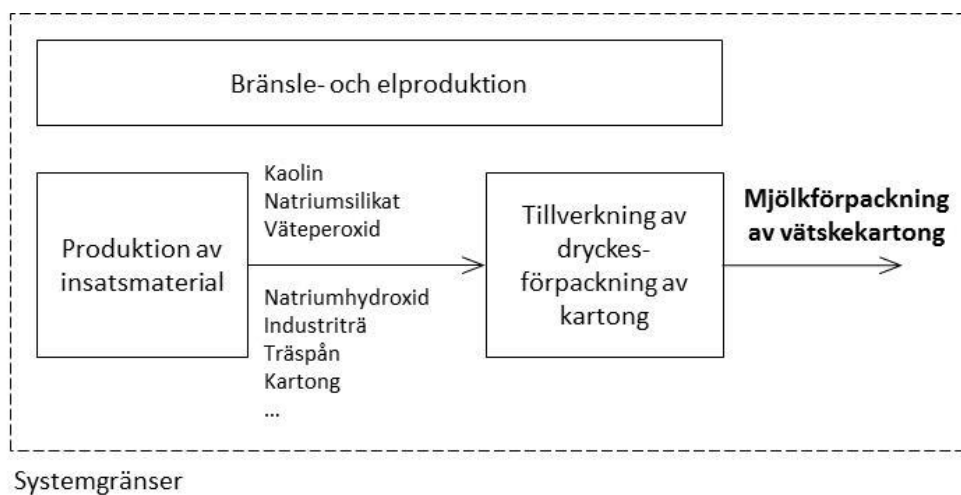 Bränsle- och elproduktion
Produktion av
insatsmaterial
Kaolin
Natriumsilikat
Väteperoxid
Natriumhydroxid
Industriträ
Träspån
Kartong
...
Tillverkning av
dryckes-
förpackning av
kartong
Mjölkförpackning
av vätskekartong
Systemgränser